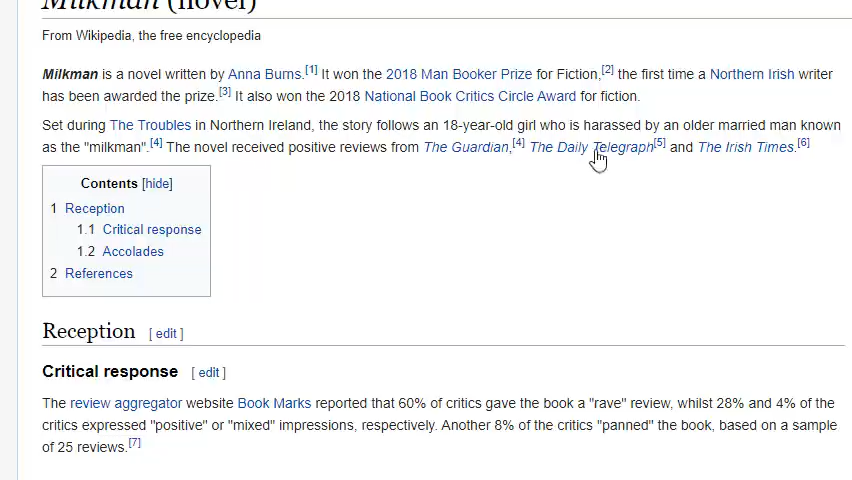 Milkman (novel)
From Wikipedia, the free encyclopedia
Milkman is a novel written by Anna Burns.[1] It won the 2018 Man Booker Prize for Fiction,[2] the first time a Northern Irish writer
has been awarded the prize.[3] It also won the 2018 National Book Critics Circle Award for fiction.
Set during The Troubles in Northern Ireland, the story follows an 18-year-old girl who is harassed by an older married man known
as the "milkman".[4] The novel received positive reviews from The Guardian,[4] The Daily Telegraph[5] and The Irish Times.[6]
Contents [hide]
1 Reception
1.1 Critical response
1.2 Accolades
2 References
Reception [ edit ]
Critical response [ edit ]
The review aggregator website Book Marks reported that 60% of critics gave the book a "rave" review, whilst 28% and 4% of the
critics expressed "positive" or "mixed" impressions, respectively. Another 8% of the critics "panned" the book, based on a sample
of 25 reviews.[7]